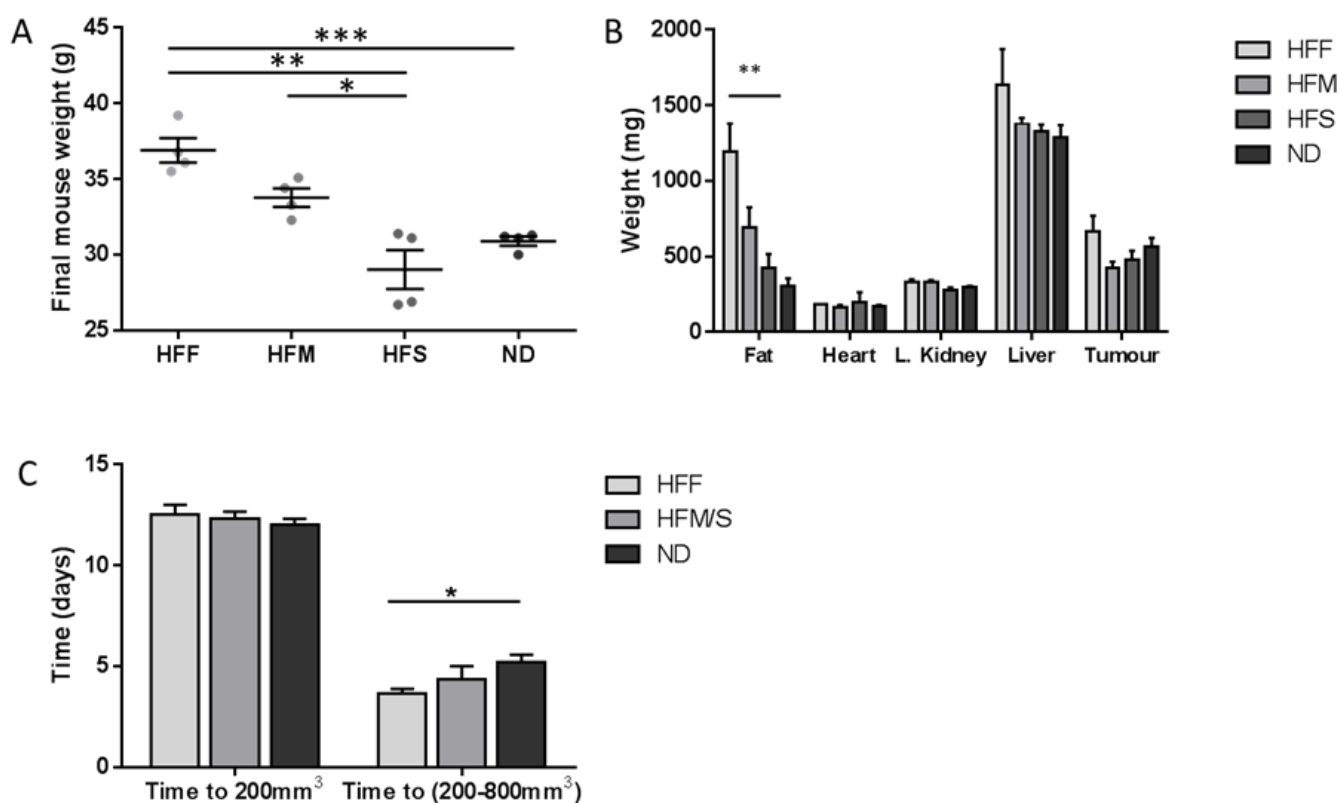 A
Final mouse weight (g)
45
40
35
30
25
***
**
*
HFF HFM HFS ND
B
Weight (mg)
2000
1500
1000
500
0
**
Fat Heart L. Kidney Liver Tumour
HFF
HFM
HFS
ND
C
Time (days)
15
10
5
0
*
Time to 200mm³ Time to (200-800mm³)
HFF
HFM/S
ND